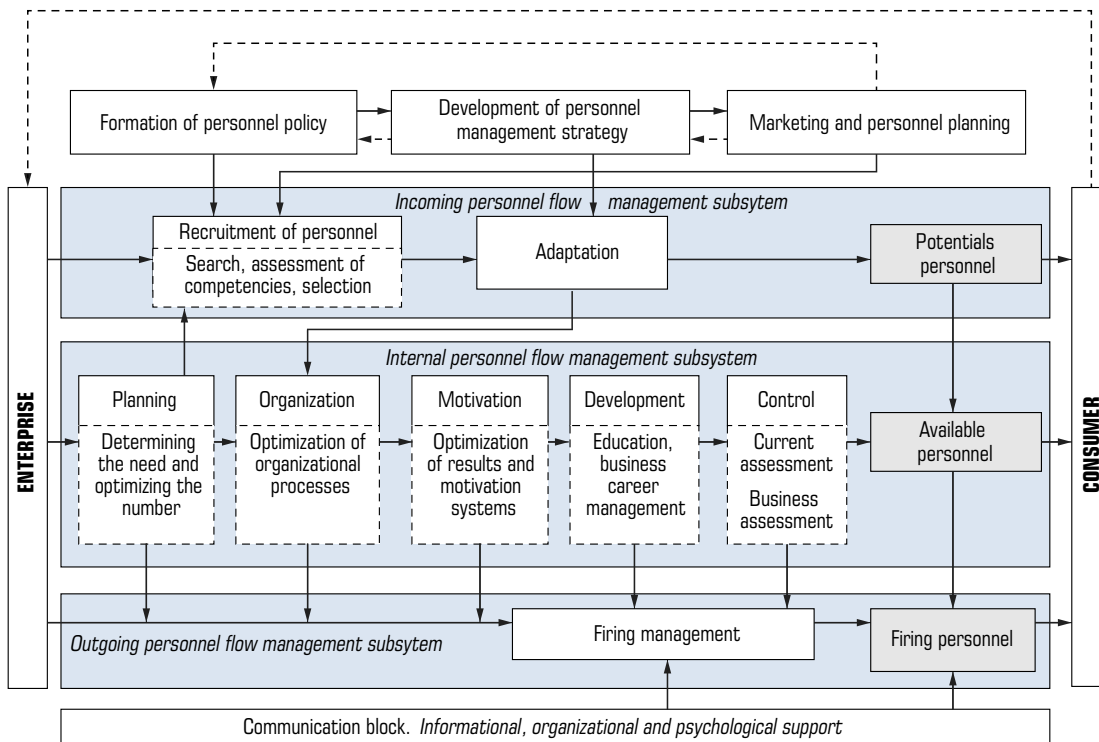 Formation of personnel policy
Development of personnel
management strategy
Marketing and personnel planning
Incoming personnel flow management subsytem
Recruitment of personnel
Search, assessment of
competencies, selection
Adaptation
Potentials
personnel
Internal personnel flow management subsystem
Planning
Determining
the need and
optimizing the
number
Organization
Optimization of
organizational
processes
Motivation
Optimization
of results and
motivation
systems
Development
Education,
business
career
management
Control
Current
assessment
Business
assessment
Available
personnel
Outgoing personnel flow management subsytem
Firing management
Firing personnel
Communication block. Informational, organizational and psychological support
ENTERPRISE
CONSUMER